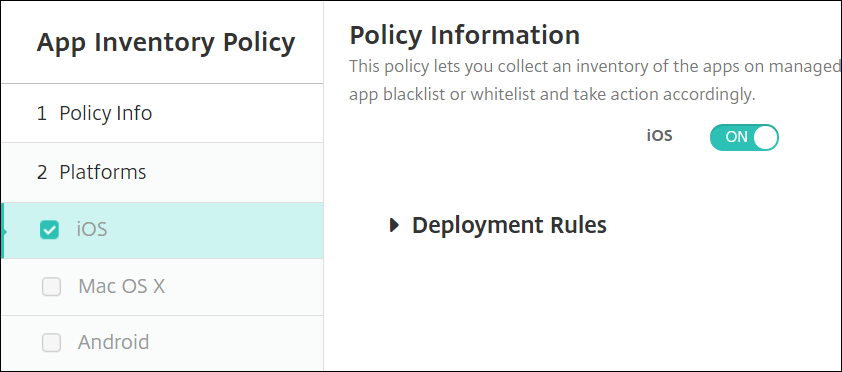 App Inventory Policy
1 Policy Info
2 Platforms
iOS
Mac OS X
Android
Policy Information
This policy lets you collect an inventory of the apps on managed
app blacklist or whitelist and take action accordingly.
iOS ON
Deployment Rules